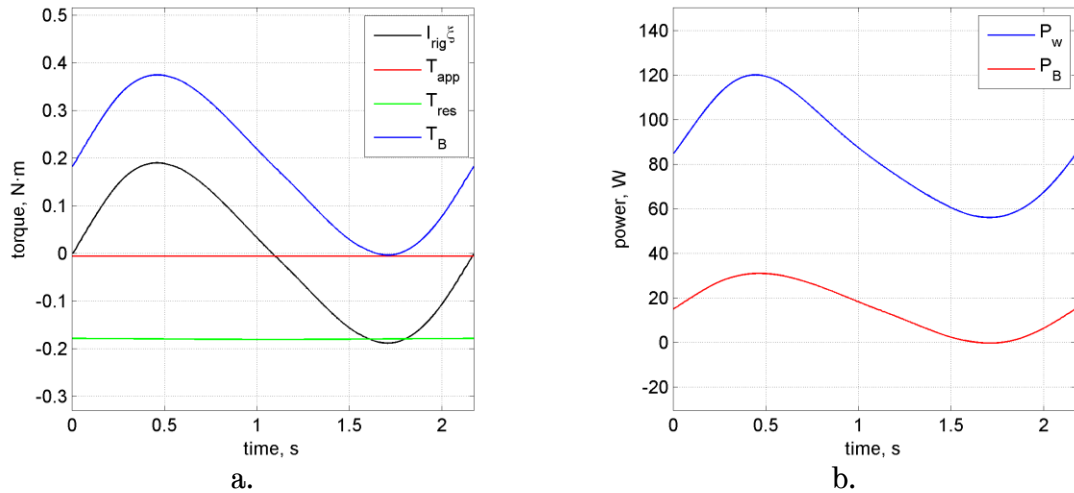 0.5
0.4
0.3
0.2
0.1
0
-0.1
-0.2
-0.3
torque, N·m
0
0.5
1
1.5
2
time, s
I_rig ξ
T_app
T_res
T_B
a.
140
120
100
80
60
40
20
0
-20
power, W
0
0.5
1
1.5
2
time, s
P_w
P_B
b.